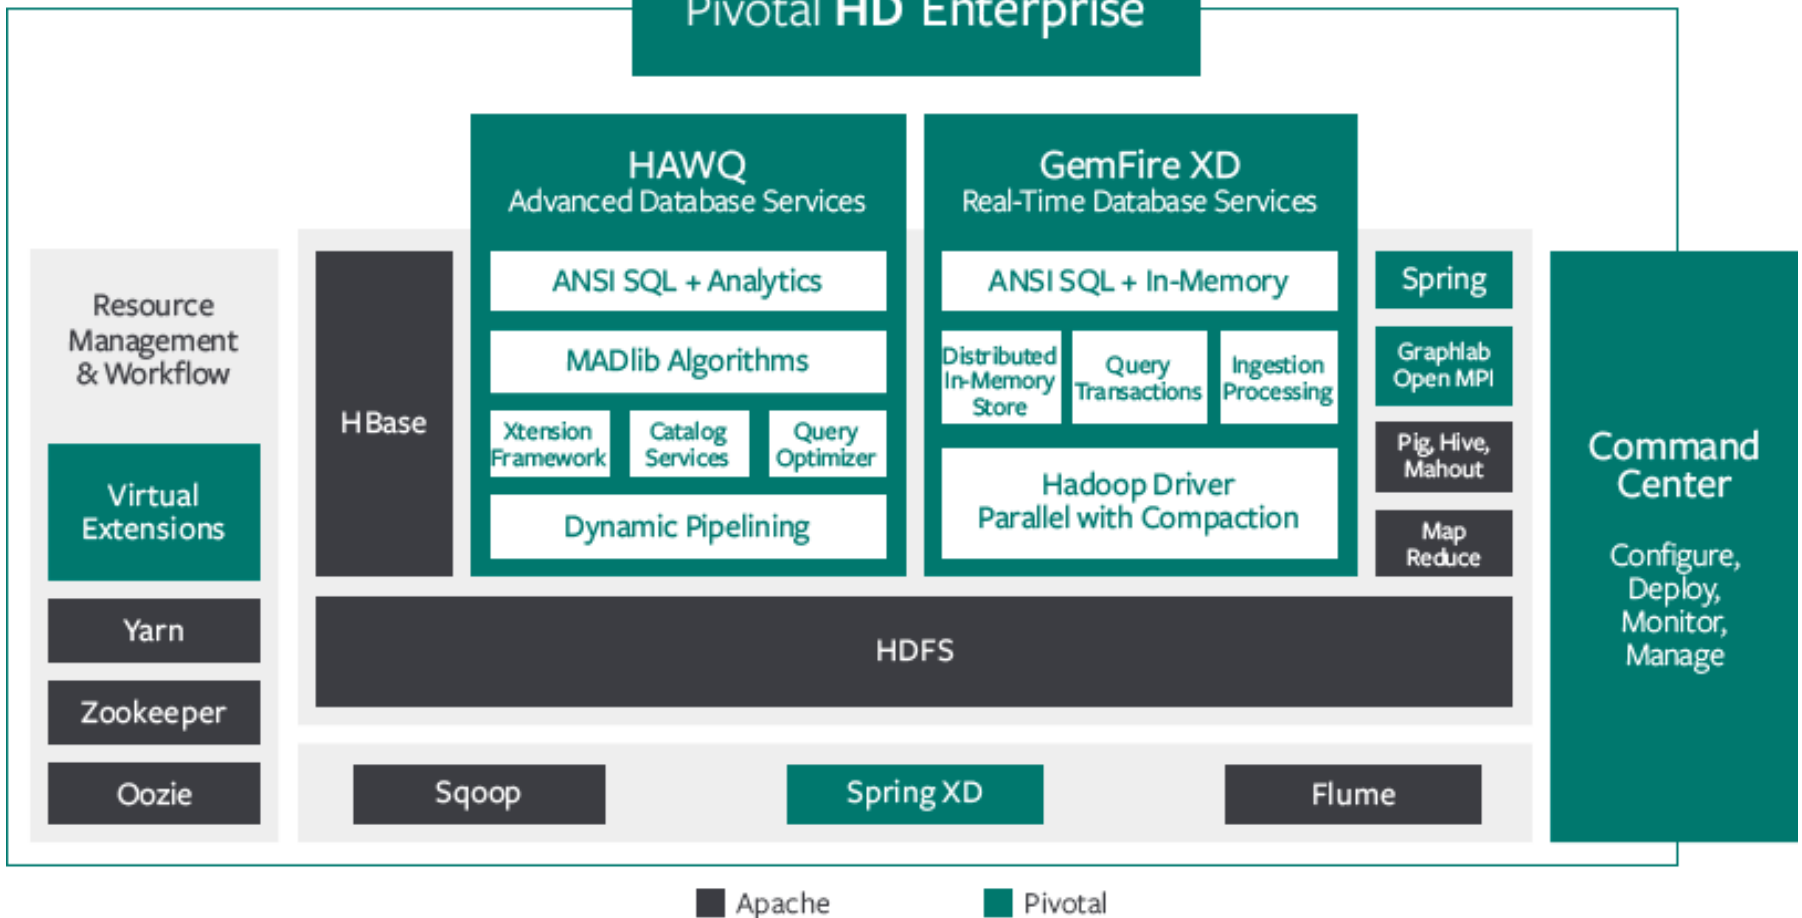 Pivotal HD Enterprise
HAWQ
Advanced Database Services
ANSI SQL + Analytics
MADlib Algorithms
Xtension
Framework
Catalog
Services
Query
Optimizer
Dynamic Pipelining
GemFire XD
Real-Time Database Services
ANSI SQL + In-Memory
Distributed
In-Memory
Store
Query
Transactions
Ingestion
Processing
Hadoop Driver
Parallel with Compaction
Resource
Management
& Workflow
Virtual
Extensions
Yarn
Zookeeper
Oozie
HBase
Spring
Graphlab
Open MPI
Pig, Hive,
Mahout
Map
Reduce
HDFS
Sqoop
Spring XD
Flume
Command
Center
Configure,
Deploy,
Monitor,
Manage
Apache
Pivotal